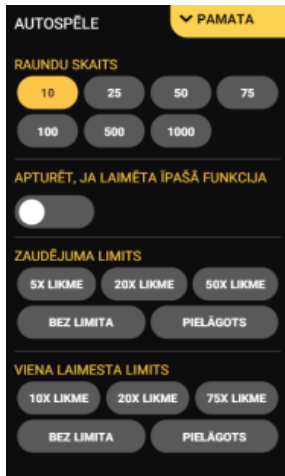 AUTOSPĒLE
PAMATA
RAUNDU SKAITS
10 25 50 75
100 500 1000
APTURĒT, JA LAIMĒTA ĪPAŠĀ FUNKCIJA
ZAUDĒJUMA LIMITS
5X LIKME 20X LIKME 50X LIKME
BEZ LIMITA PIELĀGOTS
VIENA LAIMESTA LIMITS
10X LIKME 20X LIKME 75X LIKME
BEZ LIMITA PIELĀGOTS